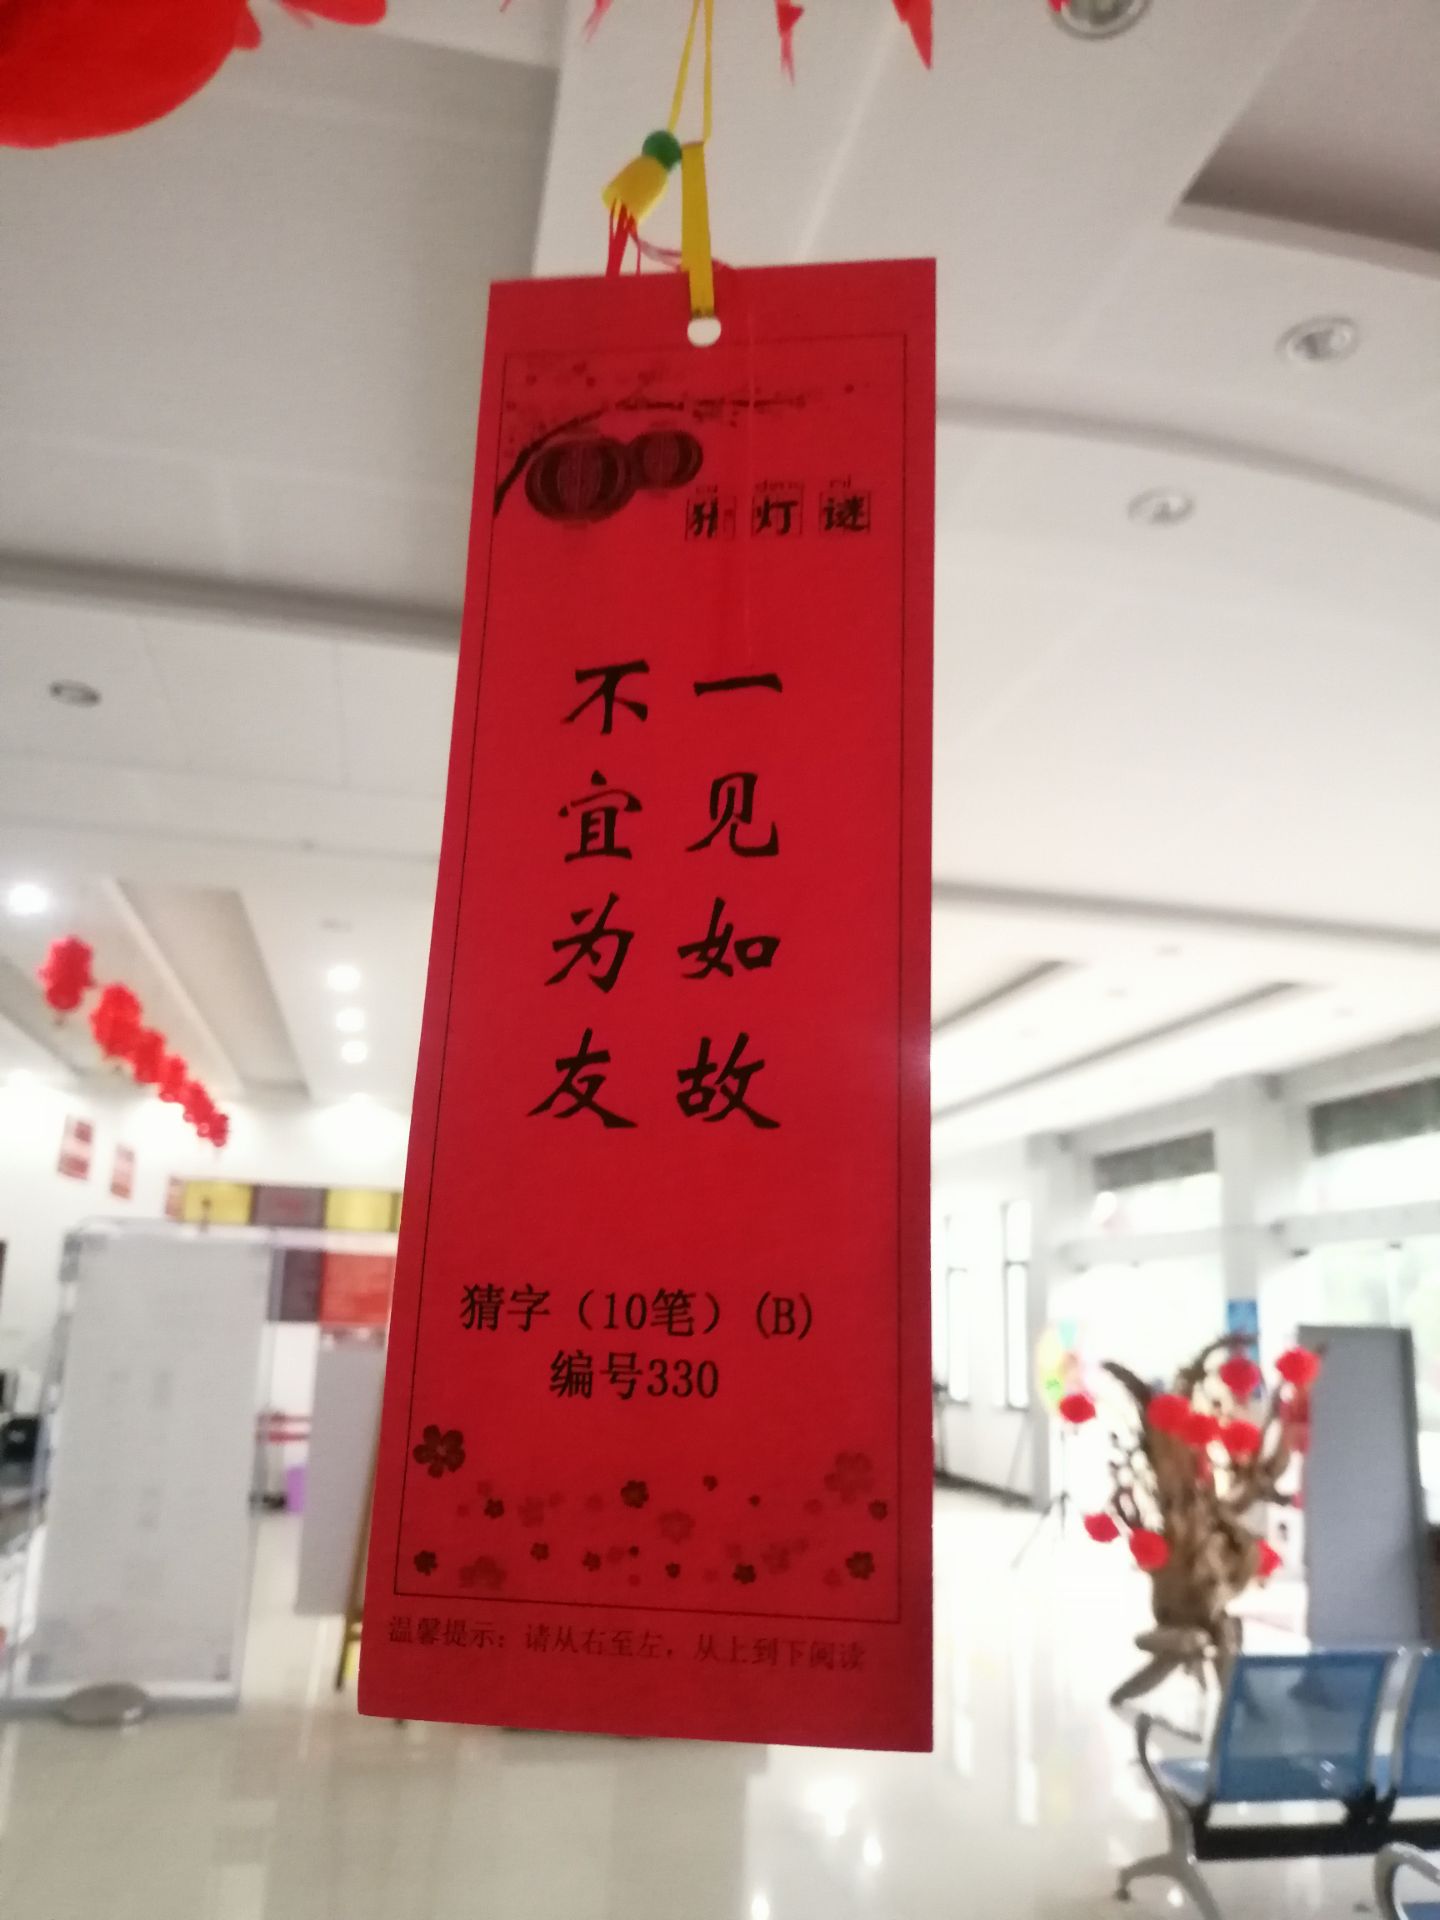 猜灯谜
一见如故
不宜为友
猜字（10笔）(B)
编号330
温馨提示：请从右至左，从上到下阅读